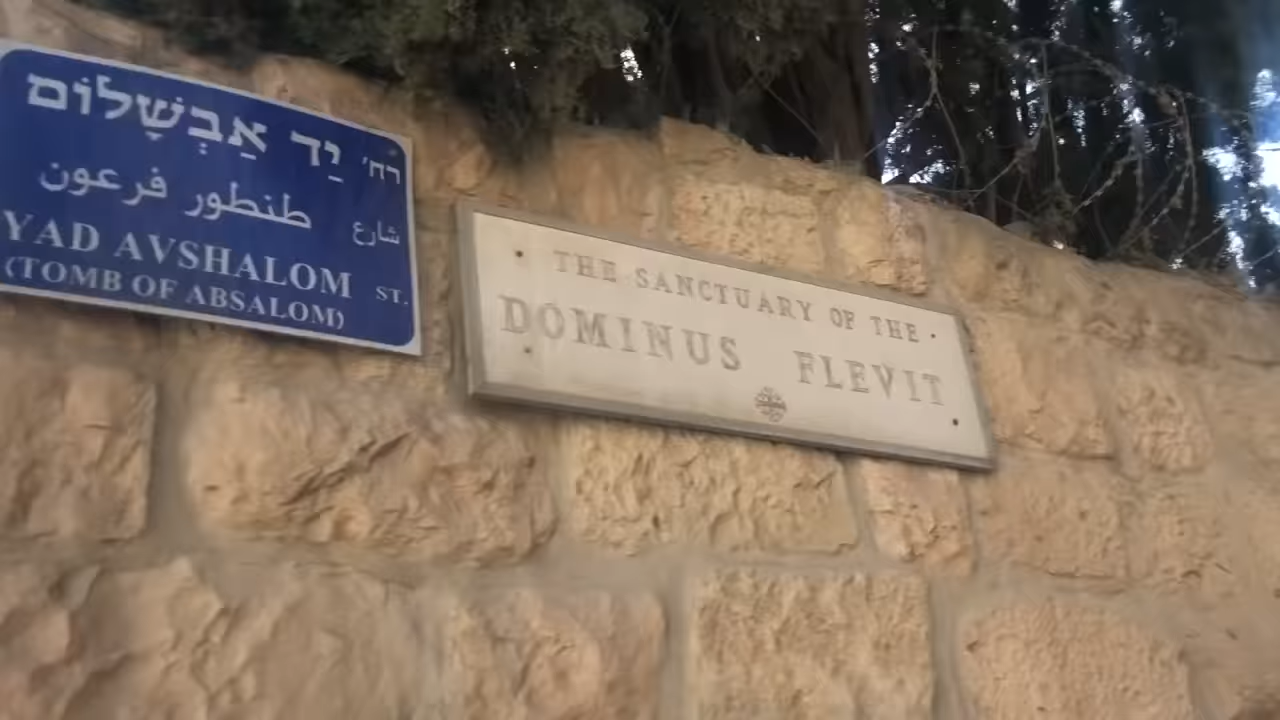 רח' יַד אַבְשָׁלוֹם
شارع طنطور فرعون
YAD AVSHALOM ST.
(TOMB OF ABSALOM)
THE SANCTUARY OF THE
DOMINUS FLEVIT